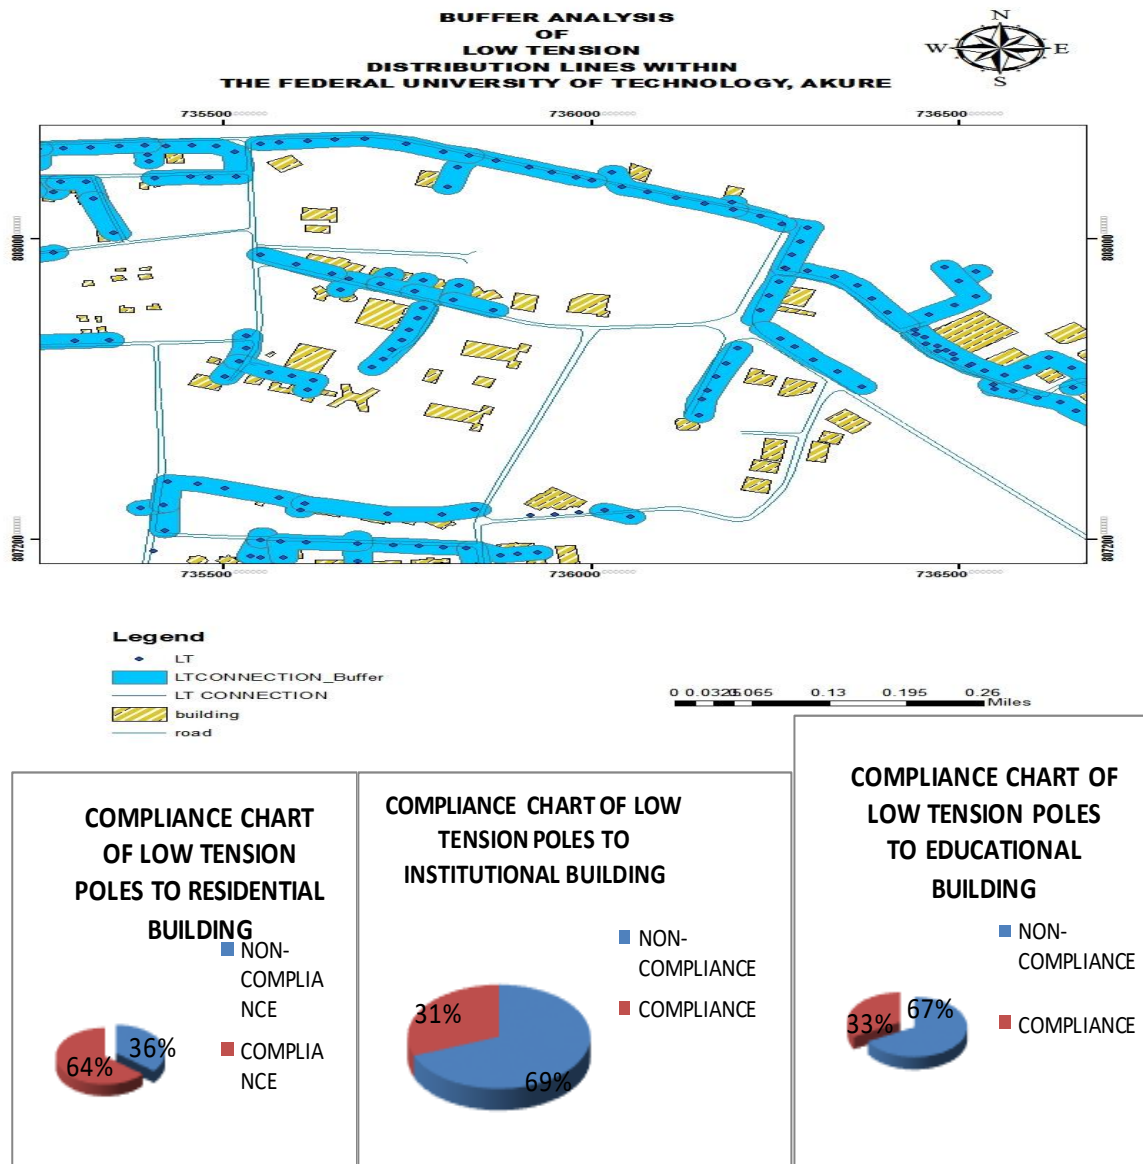 BUFFER ANALYSIS
OF
LOW TENSION
DISTRIBUTION LINES WITHIN
THE FEDERAL UNIVERSITY OF TECHNOLOGY, AKURE
N
W E
S
735500 736000 736500
808000 808000
807200 807200
735500 736000 736500
Legend
LT
LTCONNECTION_Buffer
LT CONNECTION
building
road
0 0.0325 0.065 0.13 0.195 0.26
Miles
COMPLIANCE CHART
OF LOW TENSION
POLES TO RESIDENTIAL
BUILDING
NON-
COMPLIA
NCE
COMPLIA
NCE
36%
64%
COMPLIANCE CHART OF LOW
TENSION POLES TO
INSTITUTIONAL BUILDING
NON-
COMPLIANCE
COMPLIANCE
31%
69%
COMPLIANCE CHART OF
LOW TENSION POLES
TO EDUCATIONAL
BUILDING
NON-
COMPLIANCE
COMPLIANCE
67%
33%